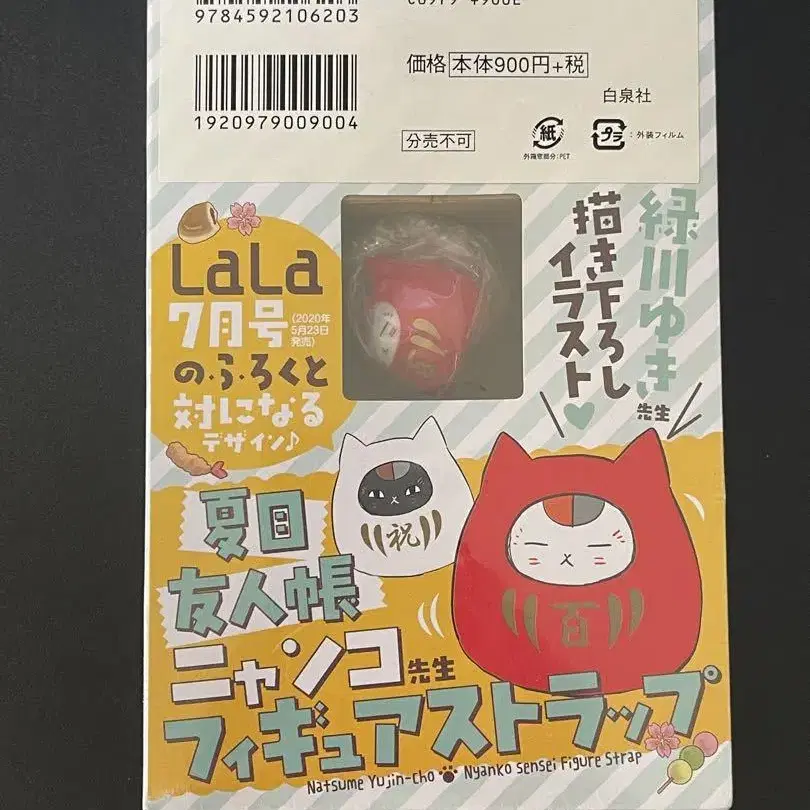 9784592106203
1920979009004
価格 本体900円+税
白泉社
分売不可
紙
外箱窓部分:PET
プラ
:外装フィルム
緑川ゆき先生
描き下ろし
イラスト♥
LaLa
7月号
(2020年
5月23日
発売)
の・ふ・ろ・くと
対になる
デザイン♪
祝
百
夏目
友人帳
ニャンコ先生
フィギュアストラップ
Natsume Yujin-cho Nyanko sensei Figure Strap